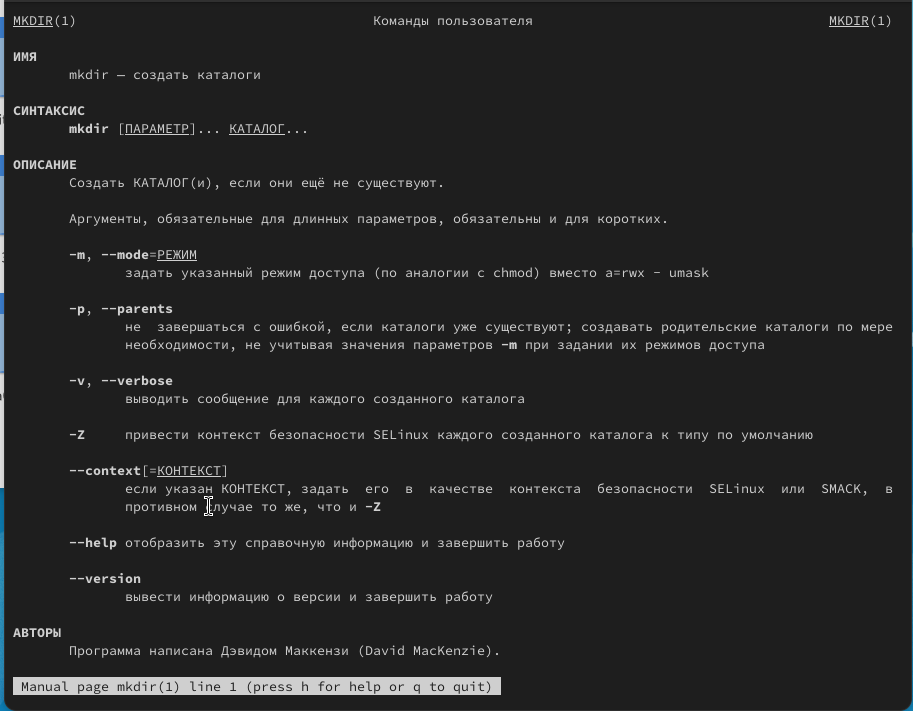 MKDIR(1) Команды пользователя MKDIR(1)
ИМЯ
mkdir — создать каталоги
СИНТАКСИС
mkdir [ПАРАМЕТР]... КАТАЛОГ...
ОПИСАНИЕ
Создать КАТАЛОГ(и), если они ещё не существуют.
Аргументы, обязательные для длинных параметров, обязательны и для коротких.
-m, --mode=РЕЖИМ
задать указанный режим доступа (по аналогии с chmod) вместо a=rwx - umask
-p, --parents
не завершаться с ошибкой, если каталоги уже существуют; создавать родительские каталоги по мере
необходимости, не учитывая значения параметров -m при задании их режимов доступа
-v, --verbose
выводить сообщение для каждого созданного каталога
-Z привести контекст безопасности SELinux каждого созданного каталога к типу по умолчанию
--context[=КОНТЕКСТ]
если указан КОНТЕКСТ, задать его в качестве контекста безопасности SELinux или SMACK, в
противном случае то же, что и -Z
--help отобразить эту справочную информацию и завершить работу
--version
вывести информацию о версии и завершить работу
АВТОРЫ
Программа написана Дэвидом Маккензи (David MacKenzie).
Manual page mkdir(1) line 1 (press h for help or q to quit)